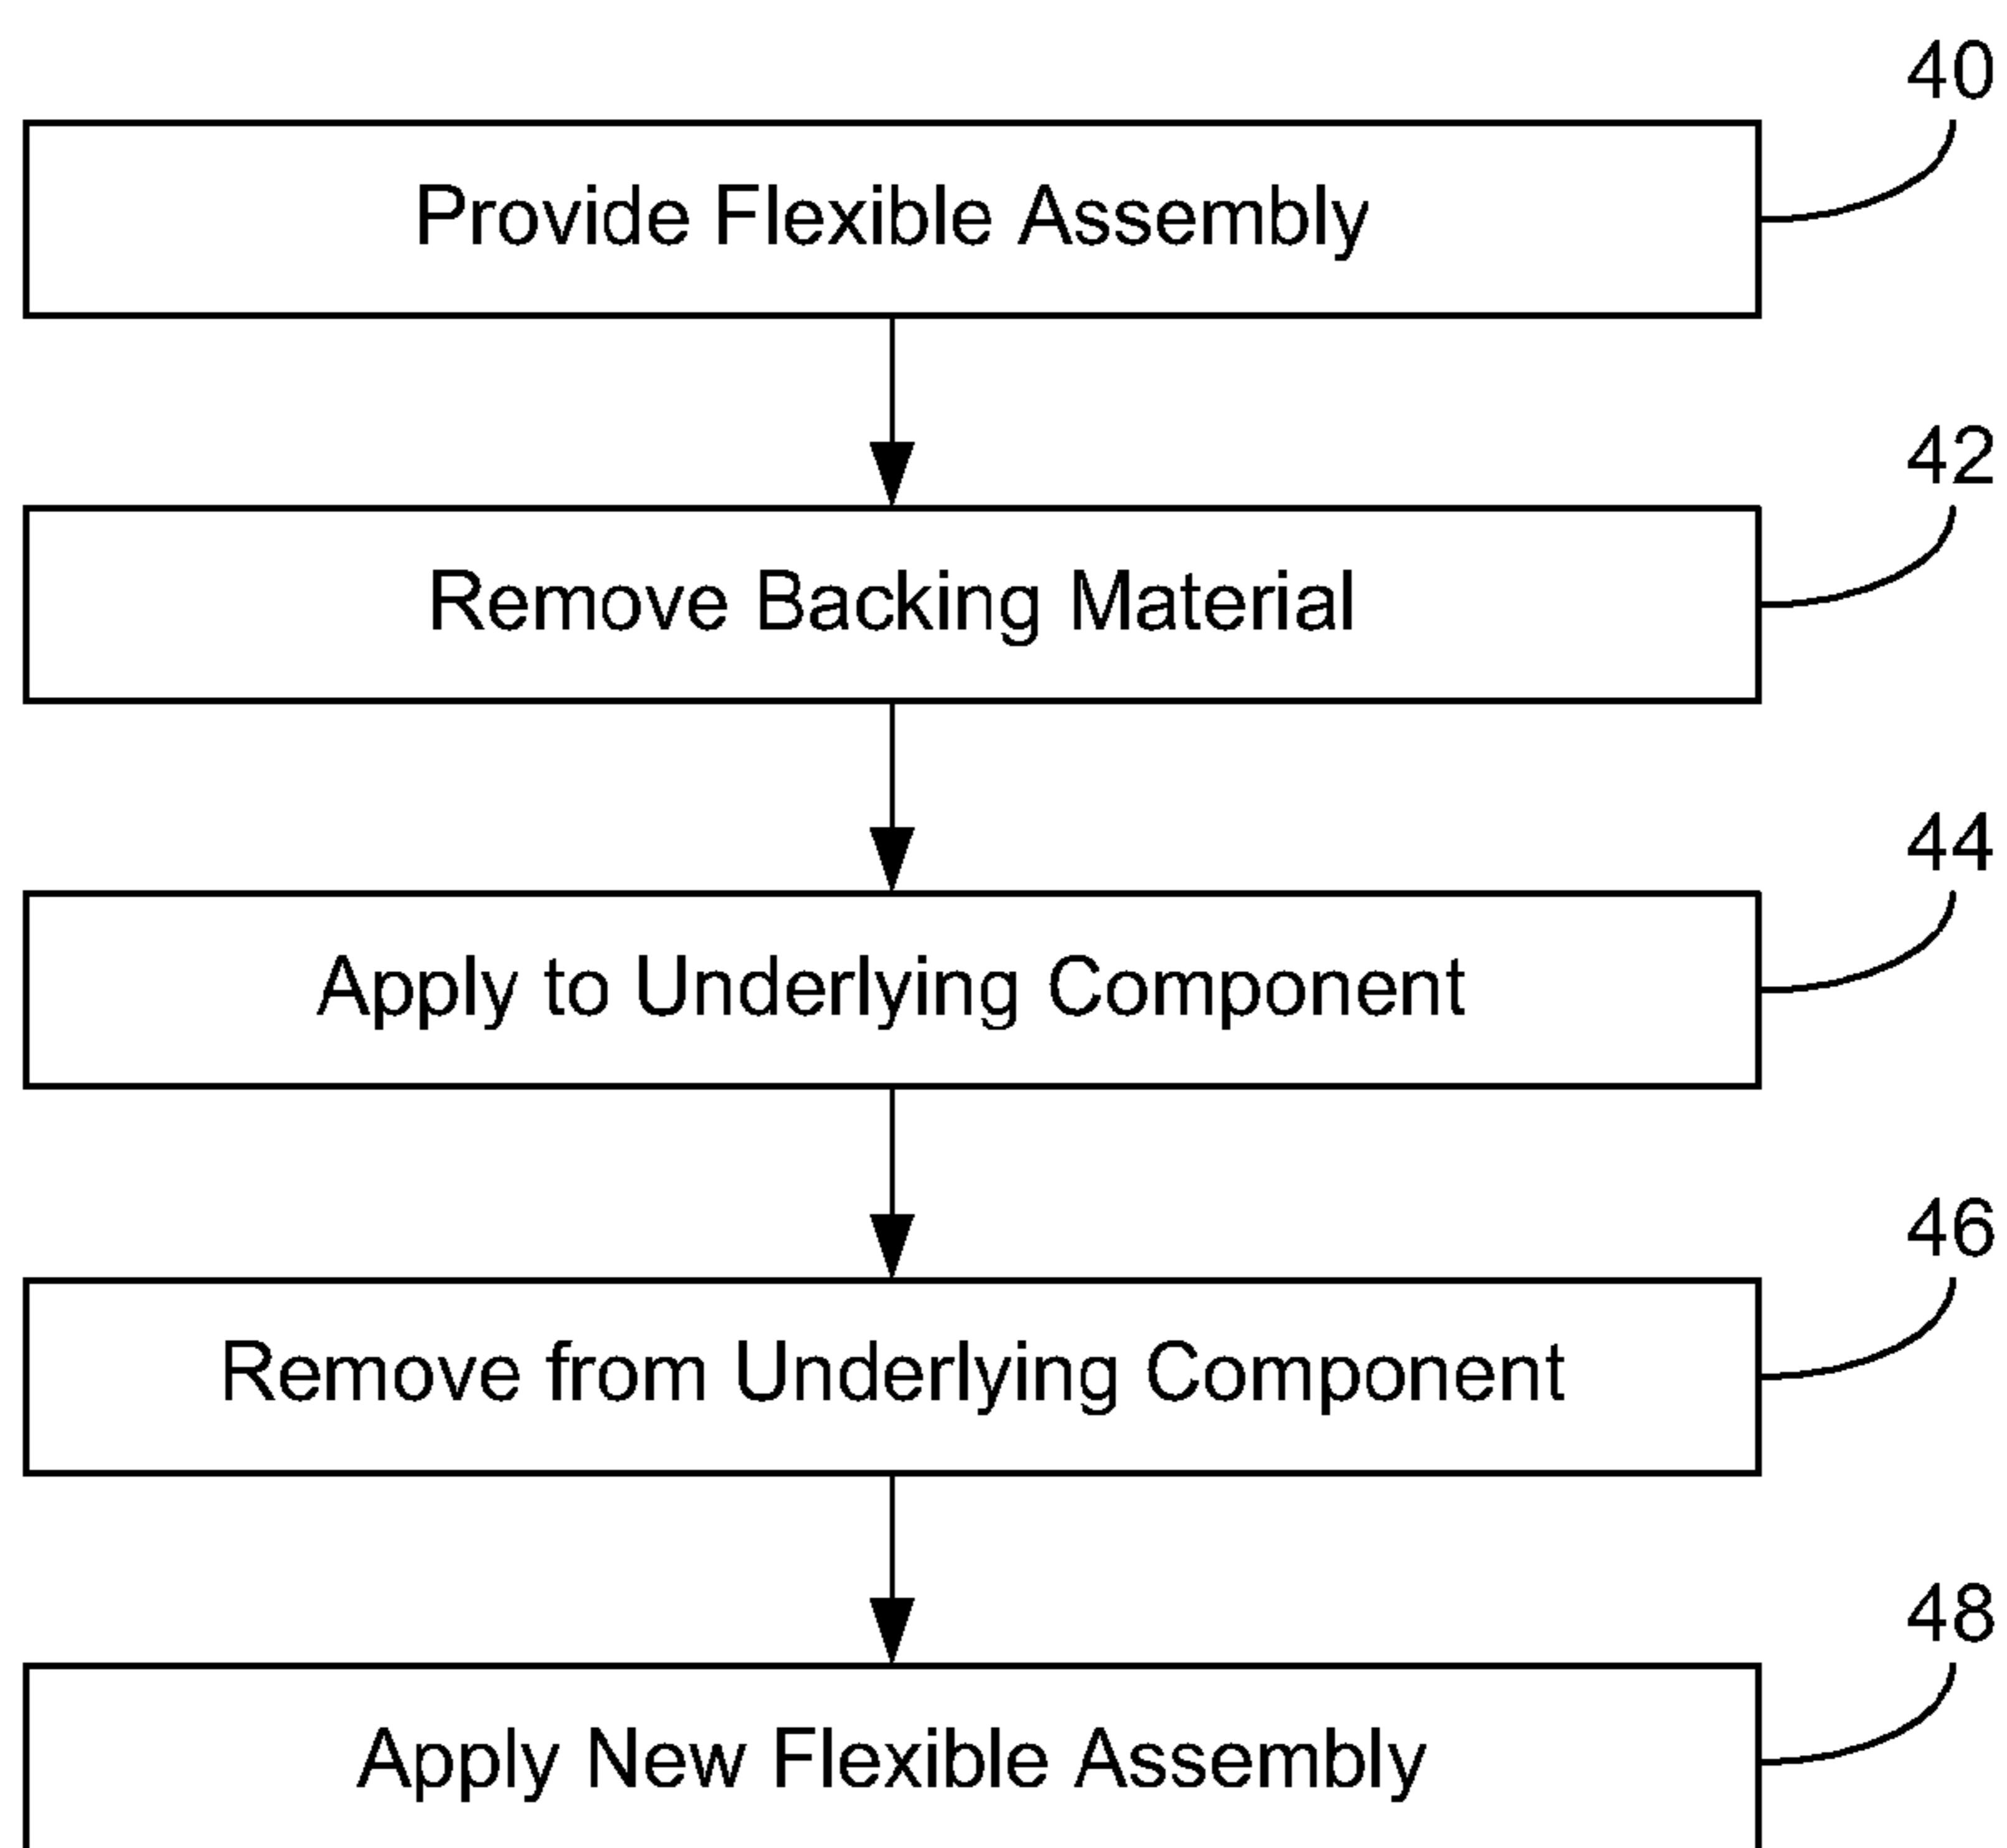 40
Provide Flexible Assembly
42
Remove Backing Material
44
Apply to Underlying Component
46
Remove from Underlying Component
48
Apply New Flexible Assembly